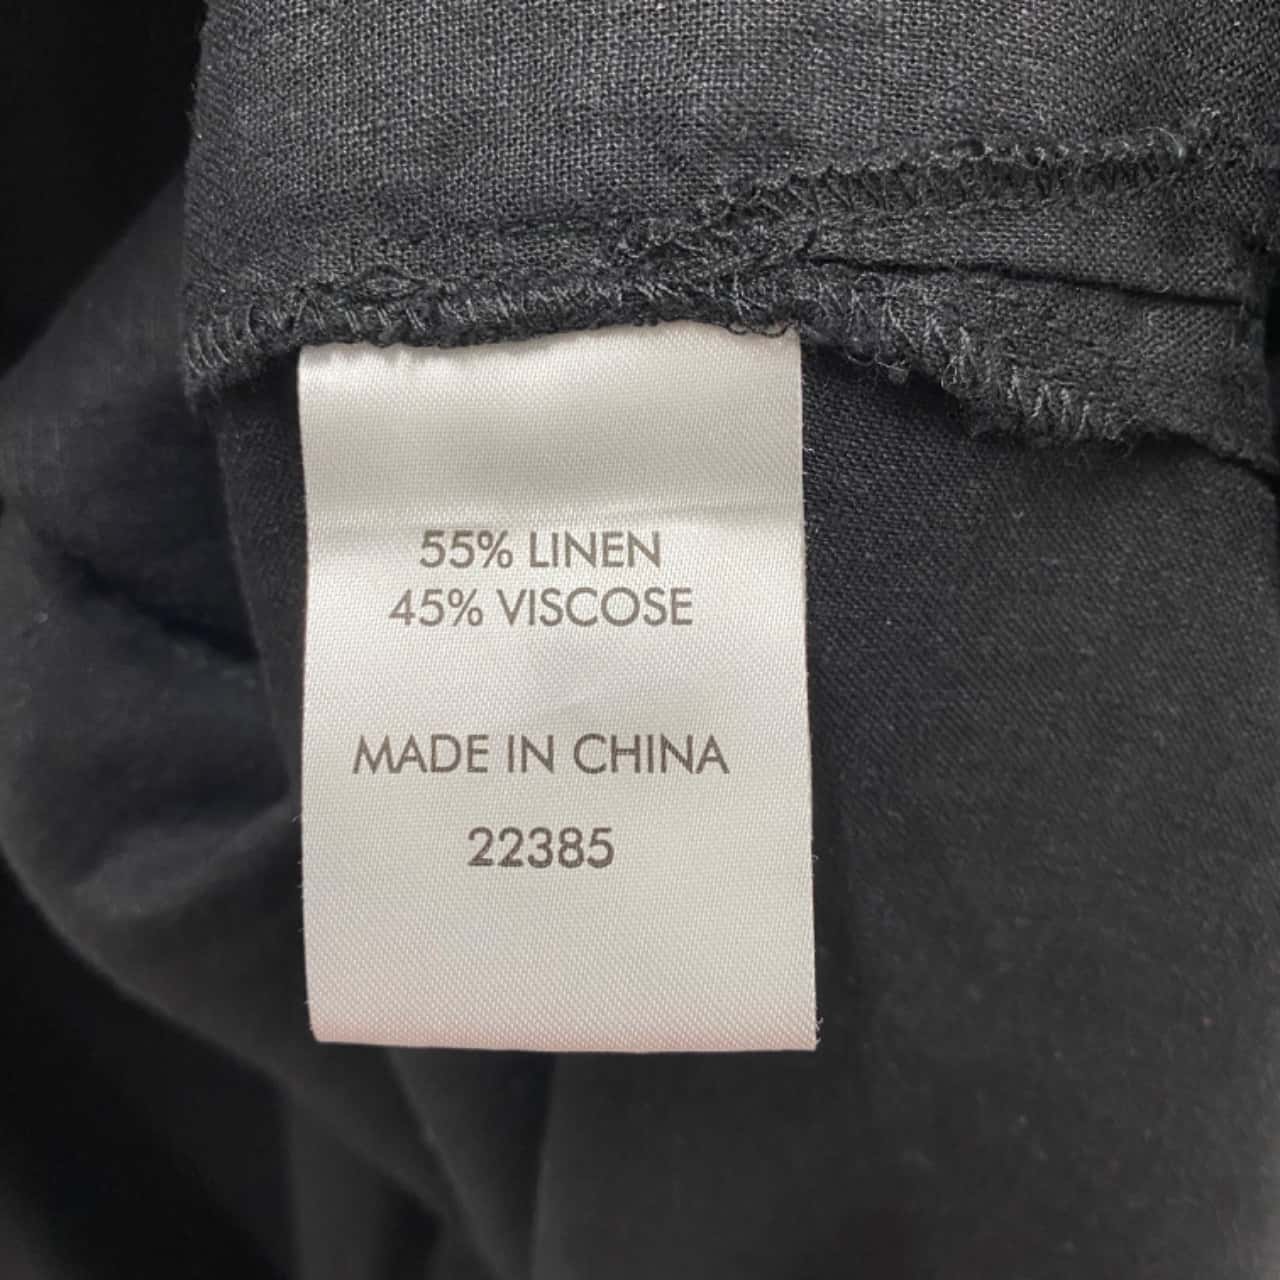 55% LINEN
45% VISCOSE
MADE IN CHINA
22385